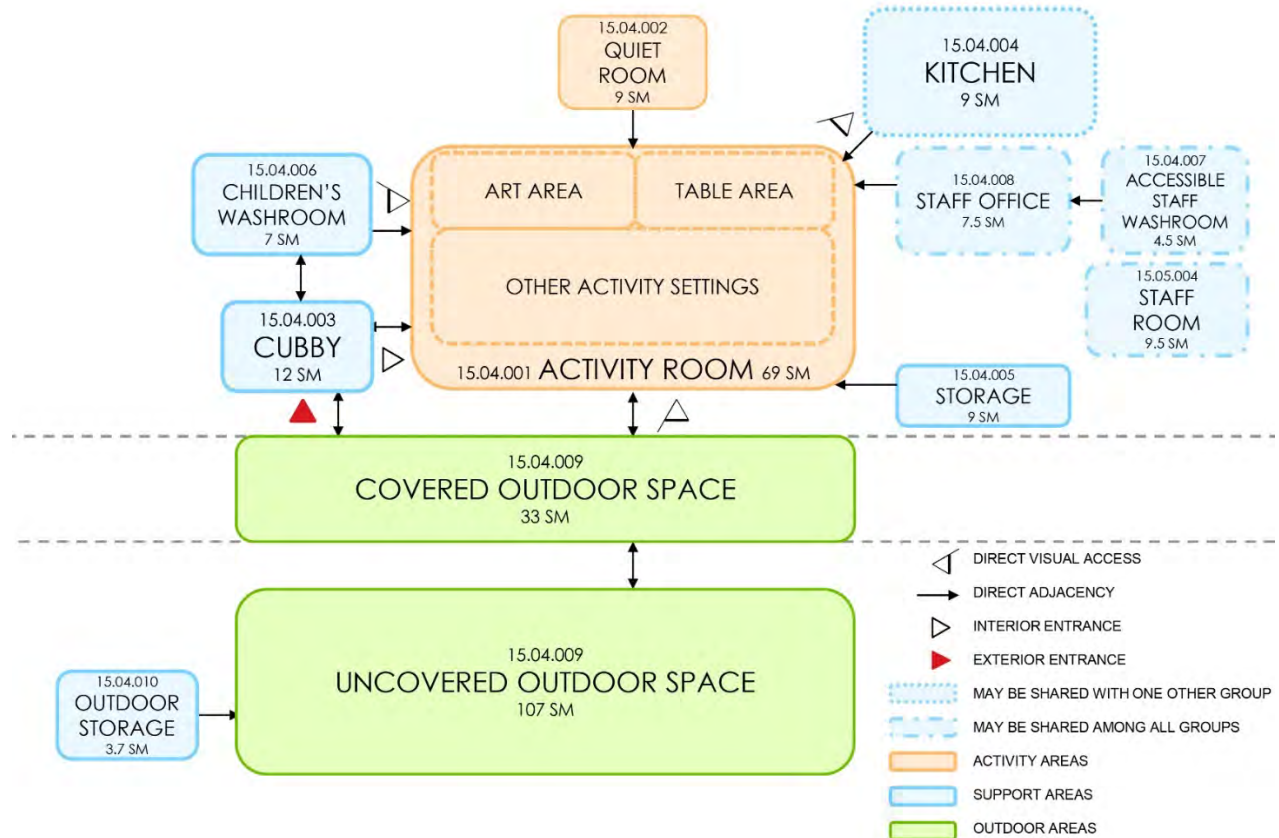 15.04.002
QUIET
ROOM
9 SM
15.04.004
KITCHEN
9 SM
15.04.006
CHILDREN'S
WASHROOM
7 SM
ART AREA
TABLE AREA
15.04.008
STAFF OFFICE
7.5 SM
15.04.007
ACCESSIBLE
STAFF
WASHROOM
4.5 SM
OTHER ACTIVITY SETTINGS
15.05.004
STAFF
ROOM
9.5 SM
15.04.003
CUBBY
12 SM
15.04.001 ACTIVITY ROOM 69 SM
15.04.005
STORAGE
9 SM
15.04.009
COVERED OUTDOOR SPACE
33 SM
15.04.009
UNCOVERED OUTDOOR SPACE
107 SM
15.04.010
OUTDOOR
STORAGE
3.7 SM
DIRECT VISUAL ACCESS
DIRECT ADJACENCY
INTERIOR ENTRANCE
EXTERIOR ENTRANCE
MAY BE SHARED WITH ONE OTHER GROUP
MAY BE SHARED AMONG ALL GROUPS
ACTIVITY AREAS
SUPPORT AREAS
OUTDOOR AREAS